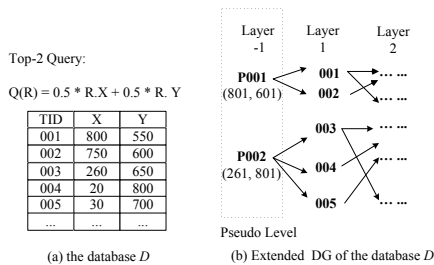 Top-2 Query:
Q(R) = 0.5 * R.X + 0.5 * R. Y
TID X Y
001 800 550
002 750 600
003 260 650
004 20 800
005 30 700
... ... ...
(a) the database D
Layer -1
Layer 1
Layer 2
P001
(801, 601)
001
002
... ...
... ...
P002
(261, 801)
003
004
005
... ...
... ...
... ...
Pseudo Level
(b) Extended DG of the database D